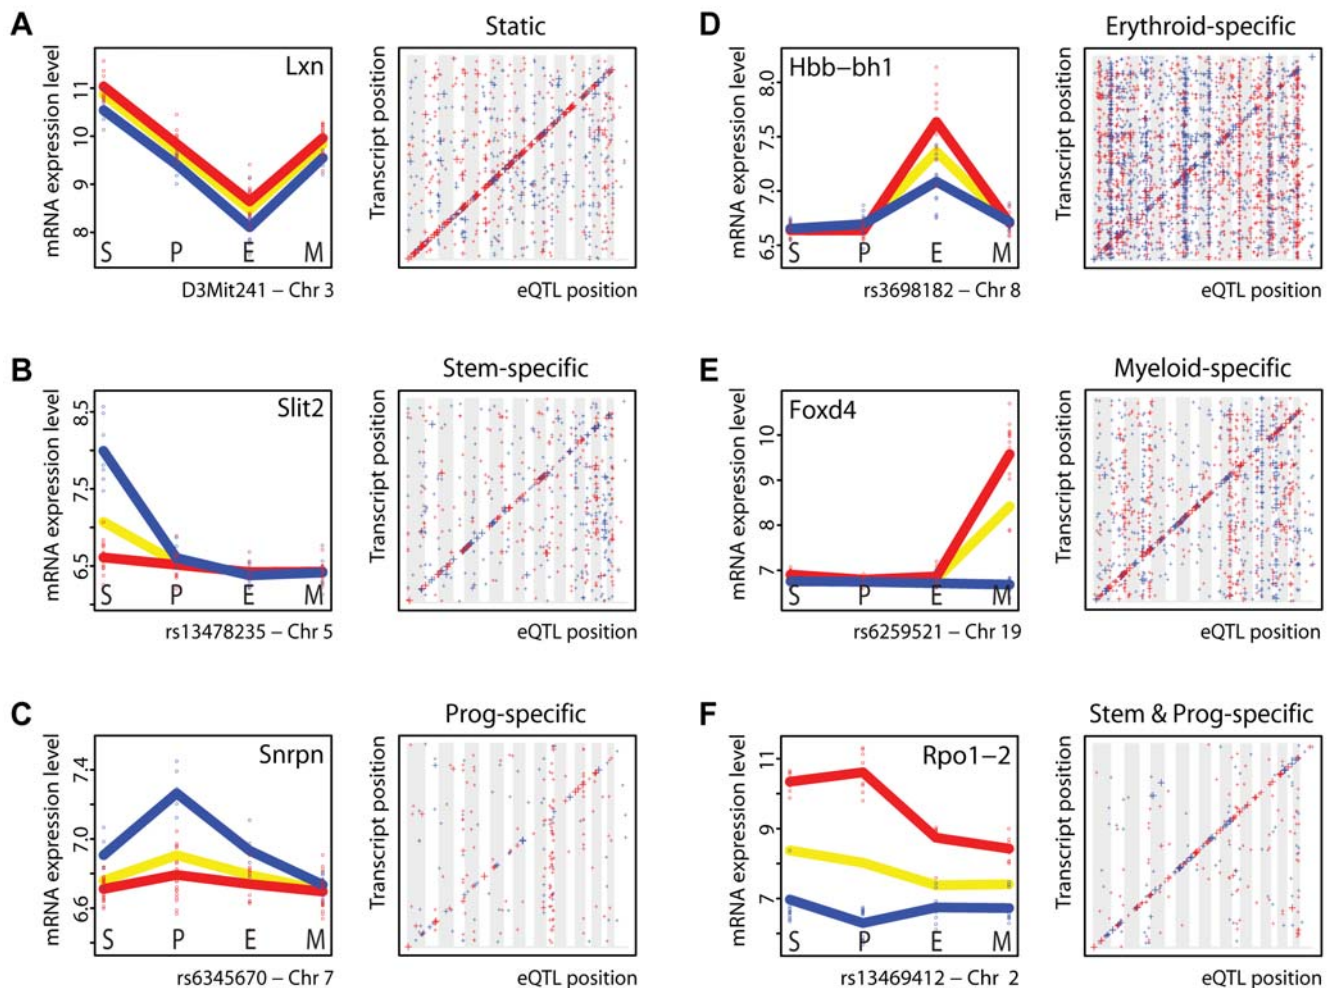 A
Static
mRNA expression level
11
10
9
8
Lxn
S P E M
D3Mit241 – Chr 3
Transcript position
eQTL position
D
Erythroid-specific
mRNA expression level
8.0
7.5
7.0
6.5
Hbb–bh1
S P E M
rs3698182 – Chr 8
Transcript position
eQTL position
B
Stem-specific
mRNA expression level
8.5
7.5
6.5
Slit2
S P E M
rs13478235 – Chr 5
Transcript position
eQTL position
E
Myeloid-specific
mRNA expression level
10
9
8
7
Foxd4
S P E M
rs6259521 – Chr 19
Transcript position
eQTL position
C
Prog-specific
mRNA expression level
7.4
7.0
6.6
Snrpn
S P E M
rs6345670 – Chr 7
Transcript position
eQTL position
F
Stem & Prog-specific
mRNA expression level
11
9
7
Rpo1–2
S P E M
rs13469412 – Chr 2
Transcript position
eQTL position